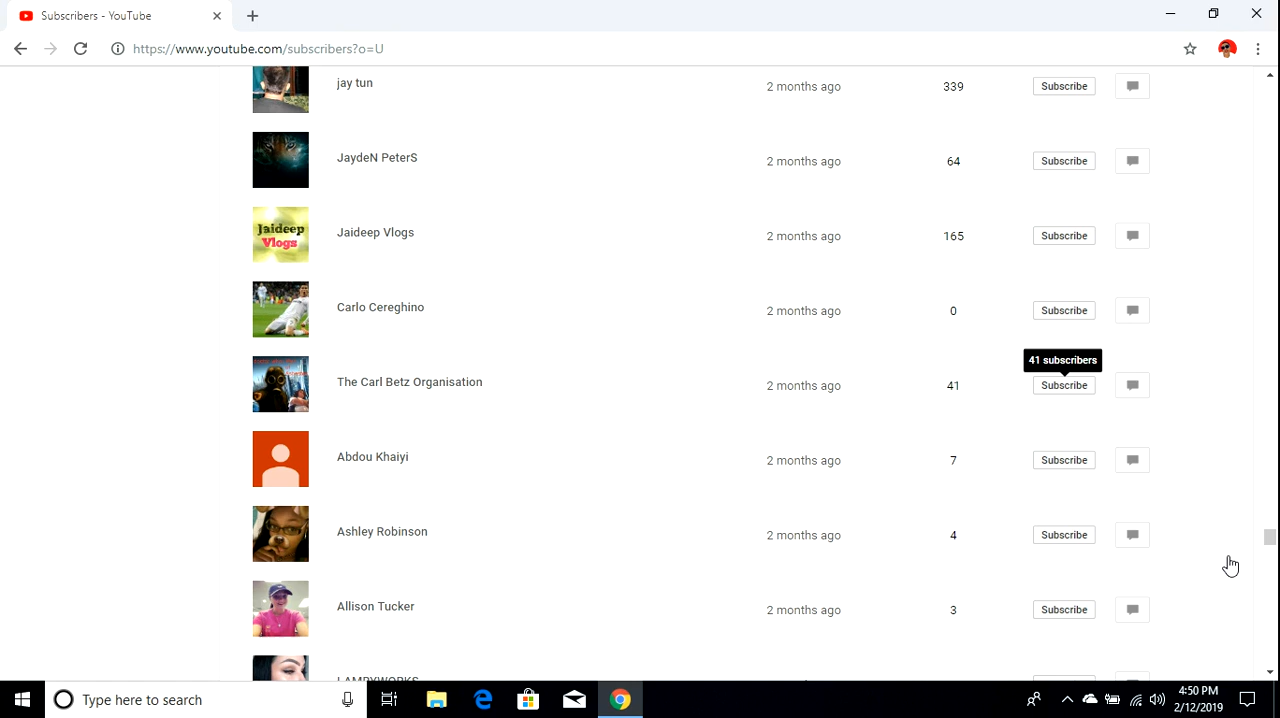 Subscribers - YouTube
https://www.youtube.com/subscribers?o=U
jay tun 2 months ago 339 Subscribe
JaydeN PeterS 2 months ago 64 Subscribe
Jaideep Vlogs
Jaideep Vlogs 2 months ago 165 Subscribe
Carlo Cereghino 2 months ago 0 Subscribe
41 subscribers
The Carl Betz Organisation 2 months ago 41 Subscribe
Abdou Khaiyi 2 months ago 7 Subscribe
Ashley Robinson 2 months ago 4 Subscribe
Allison Tucker 2 months ago 3 Subscribe
Type here to search
4:50 PM
2/12/2019